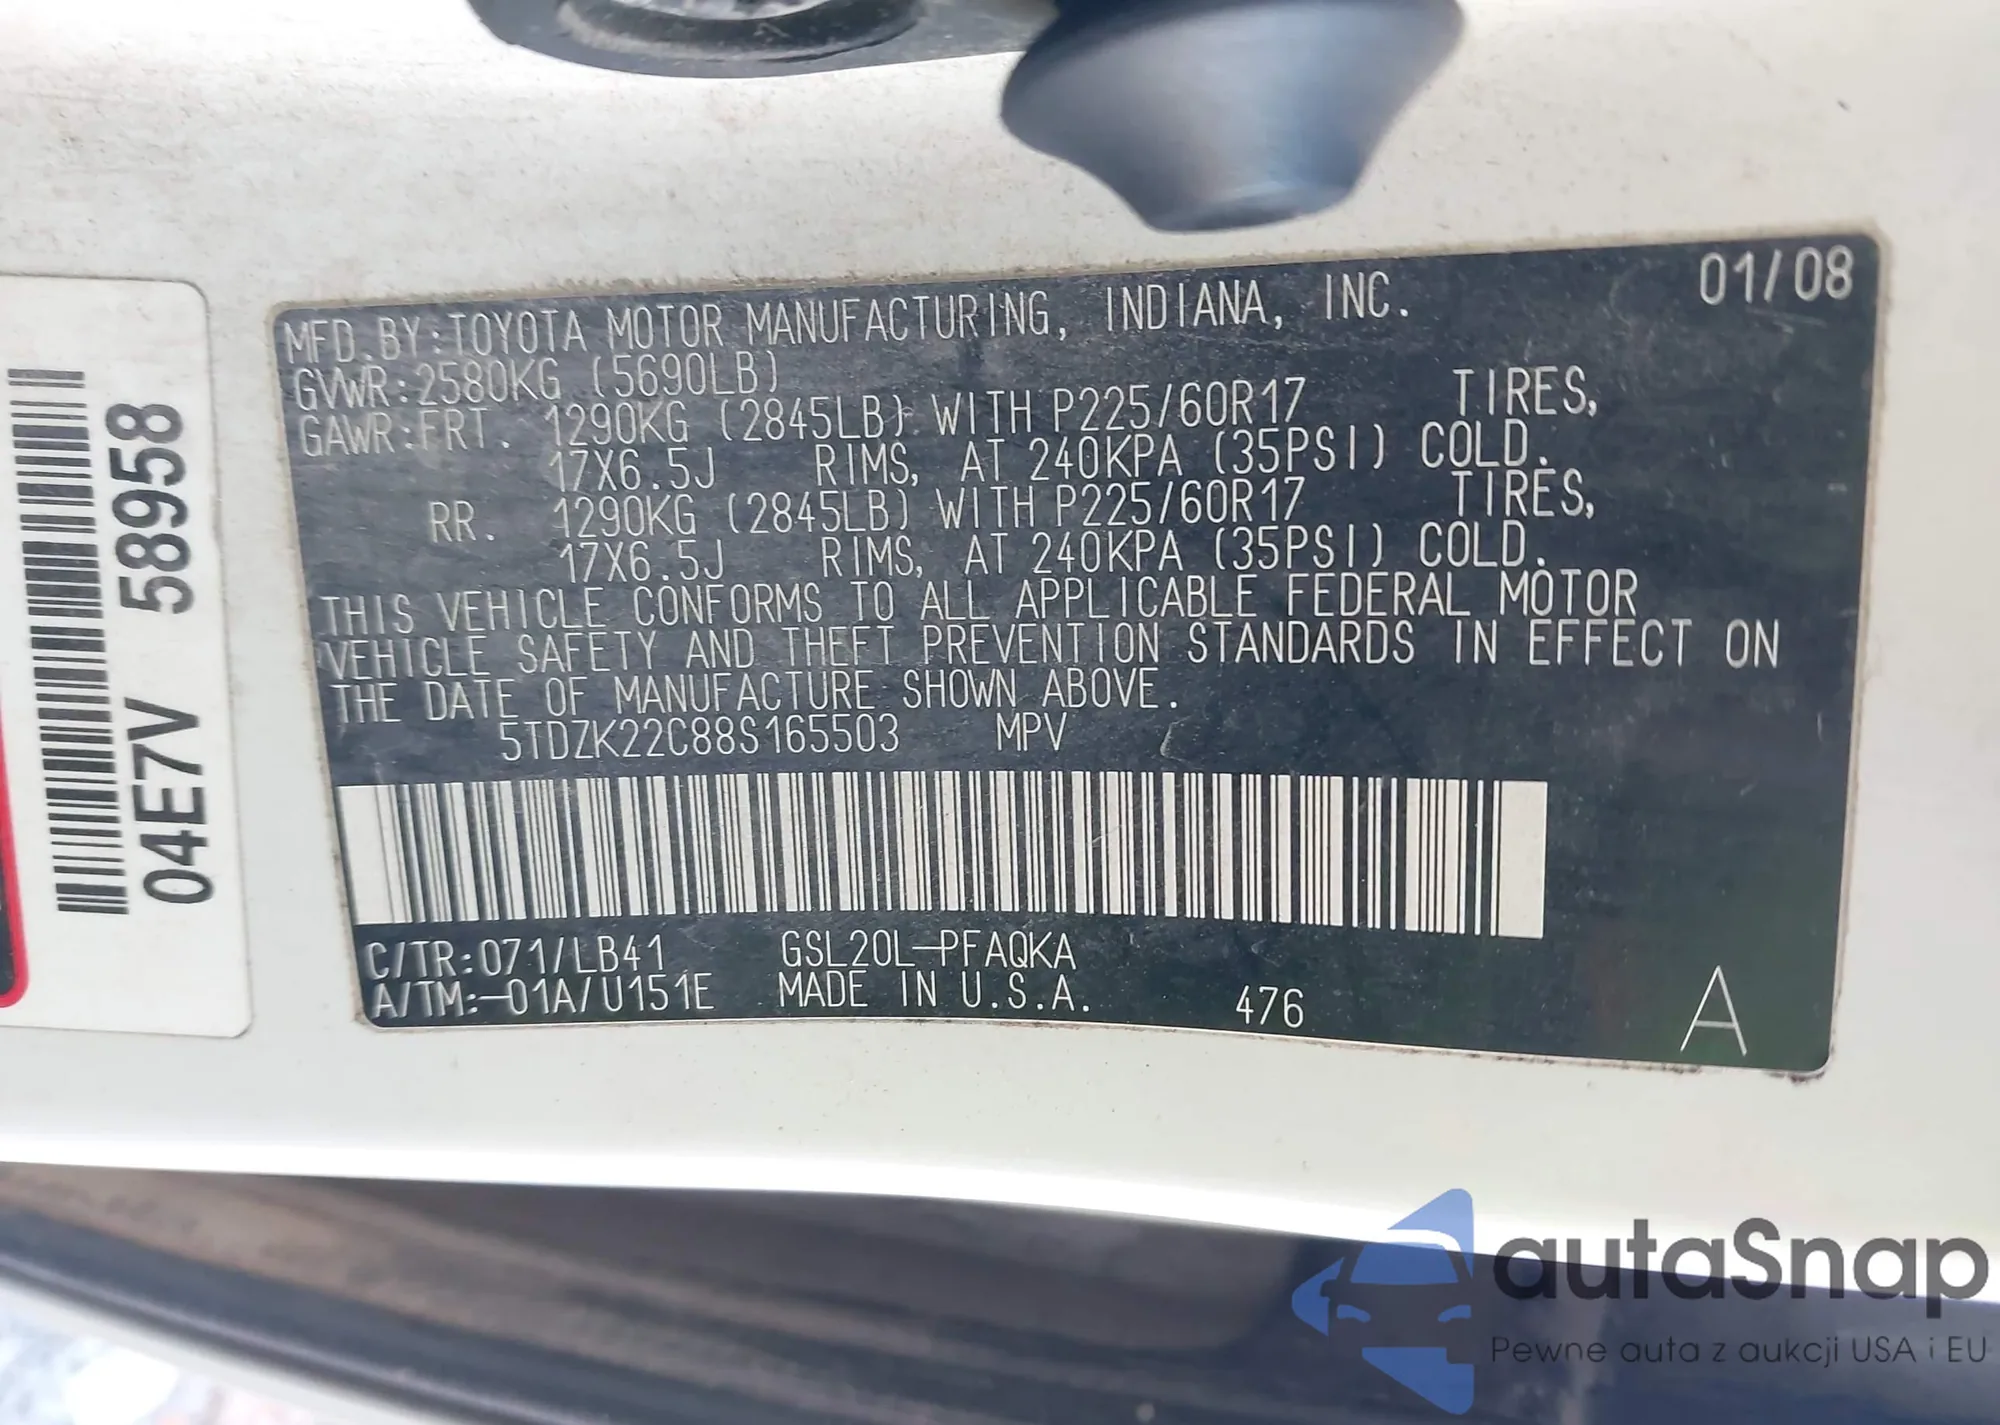 04E7V 58958
01/08
MFD.BY:TOYOTA MOTOR MANUFACTURING, INDIANA, INC.
GVWR:2580KG (5690LB)
GAWR:FRT. 1290KG (2845LB) WITH P225/60R17 TIRES,
17X6.5J RIMS, AT 240KPA (35PSI) COLD.
RR. 1290KG (2845LB) WITH P225/60R17 TIRES,
17X6.5J RIMS, AT 240KPA (35PSI) COLD.
THIS VEHICLE CONFORMS TO ALL APPLICABLE FEDERAL MOTOR
VEHICLE SAFETY AND THEFT PREVENTION STANDARDS IN EFFECT ON
THE DATE OF MANUFACTURE SHOWN ABOVE.
5TDZK22C88S165503 MPV
C/TR:071/LB41 GSL20L-PFAQKA
A/TM:-01A/U151E MADE IN U.S.A. 476 A
autaSnap
Pewne auta z aukcji USA i EU